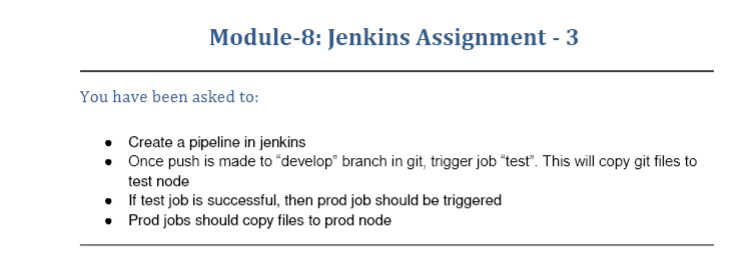 Module-8: Jenkins Assignment - 3
You have been asked to:
● Create a pipeline in jenkins
● Once push is made to “develop” branch in git, trigger job “test”. This will copy git files to
test node
● If test job is successful, then prod job should be triggered
● Prod jobs should copy files to prod node